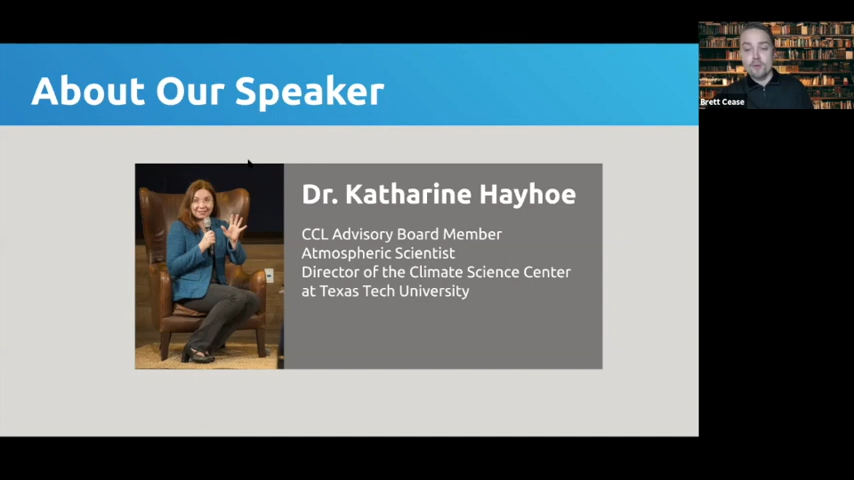 About Our Speaker
Brett Cease
Dr. Katharine Hayhoe
CCL Advisory Board Member
Atmospheric Scientist
Director of the Climate Science Center
at Texas Tech University